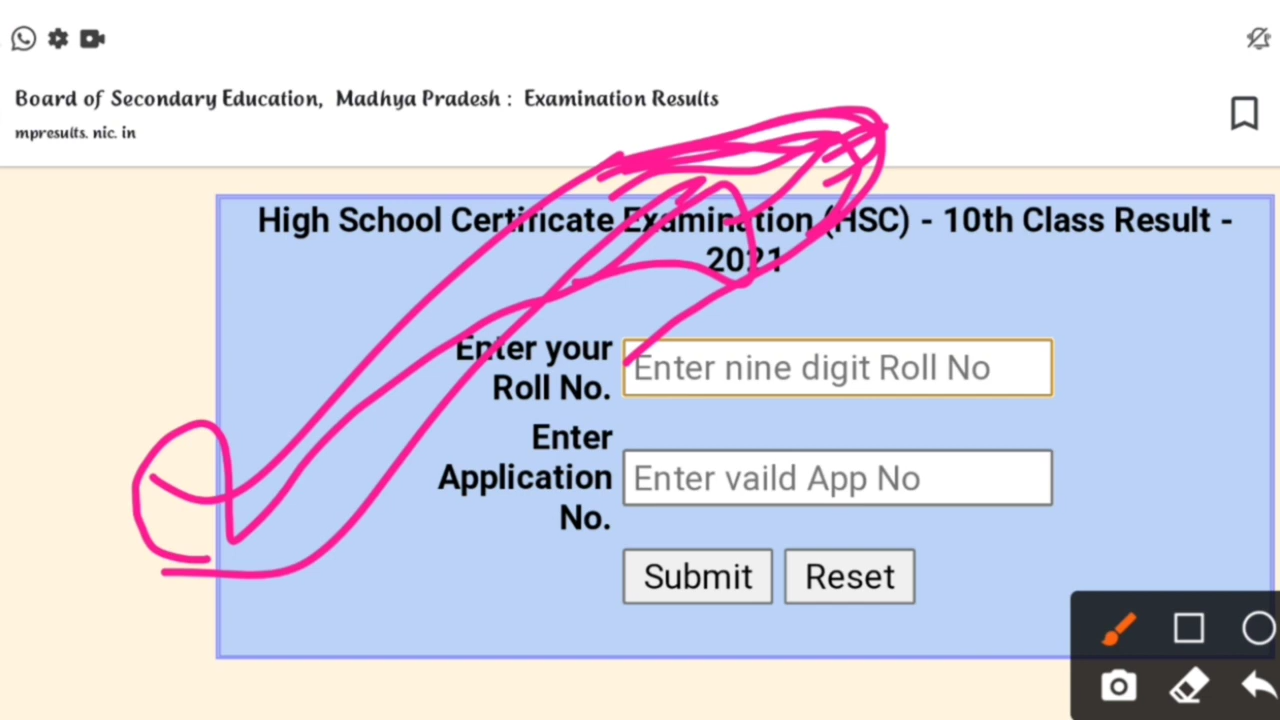 Board of Secondary Education, Madhya Pradesh : Examination Results
mpresults. nic. in
High School Certificate Examination (HSC) - 10th Class Result -
2021
Enter your
Roll No.
Enter nine digit Roll No
Enter
Application
No.
Enter vaild App No
Submit Reset